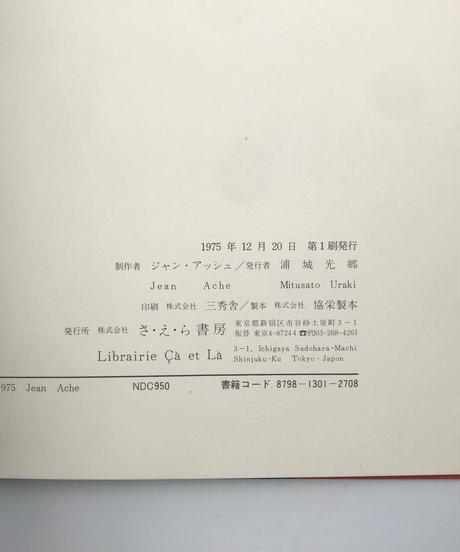 1975 年 12 月 20 日　第 1 刷発行
制作者　ジャン・アッシュ／発行者　浦 城 光 郷
Jean Ache　Mitusato Uraki
印刷　株式会社　三秀舎／製本　株式会社　協栄製本
発行所　株式会社　さ・え・ら書房　東京都新宿区市谷砂土原町 3 − 1
振替 東京4-87244 ☎03-268-4261
Librairie Çà et Là　3−1, Ichigaya Sadohara-Machi
Shinjuku-Ku Tokyo-Japon
975 Jean Ache　NDC950　書籍コード 8798−1301−2708